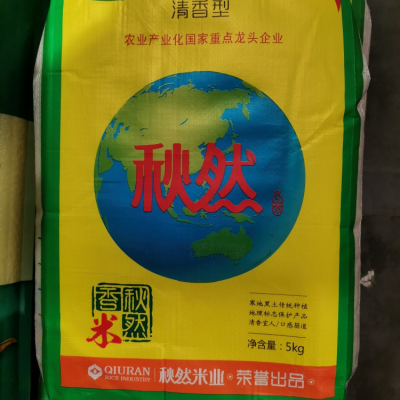 清香型
农业产业化国家重点龙头企业
秋然
寒地黑土传统种植
地理标志保护产品
清香宜人/口感筋道
净含量：5kg
秋然
香
米
QIURAN
RICE INDUSTRY
秋然米业·荣誉出品